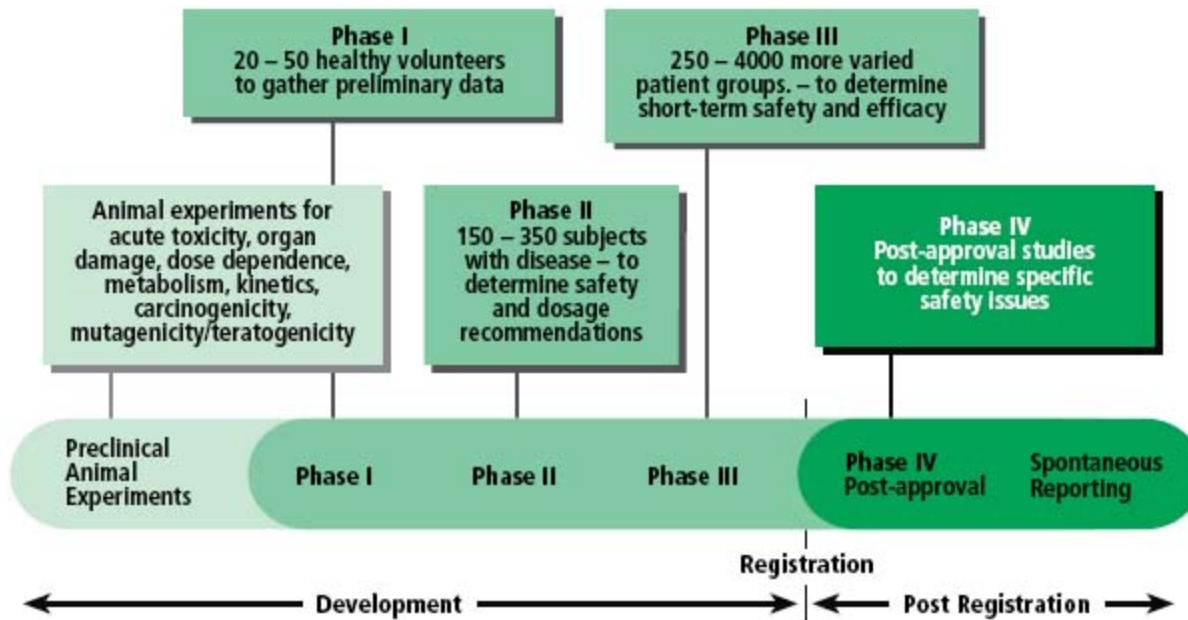 Phase I
20 – 50 healthy volunteers
to gather preliminary data
Phase III
250 – 4000 more varied
patient groups. – to determine
short-term safety and efficacy
Animal experiments for
acute toxicity, organ
damage, dose dependence,
metabolism, kinetics,
carcinogenicity,
mutagenicity/teratogenicity
Phase II
150 – 350 subjects
with disease – to
determine safety
and dosage
recommendations
Phase IV
Post-approval studies
to determine specific
safety issues
Preclinical
Animal
Experiments
Phase I
Phase II
Phase III
Phase IV
Post-approval
Spontaneous
Reporting
Registration
Development
Post Registration